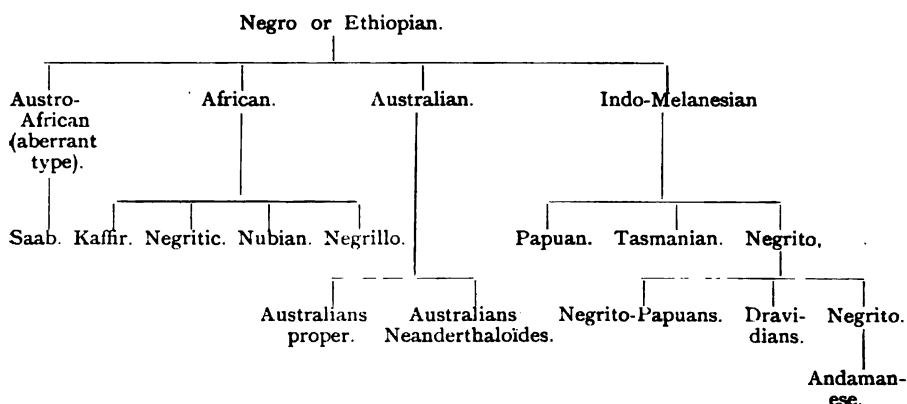 Negro or Ethiopian.
Austro-
African
(aberrant
type).
African.
Australian.
Indo-Melanesian
Saab. Kaffir. Negritic. Nubian. Negrillo.
Papuan. Tasmanian. Negrito,
Australians
proper.
Australians
Neanderthaloïdes.
Negrito-Papuans.
Dravi-
dians.
Negrito.
Andaman-
ese.